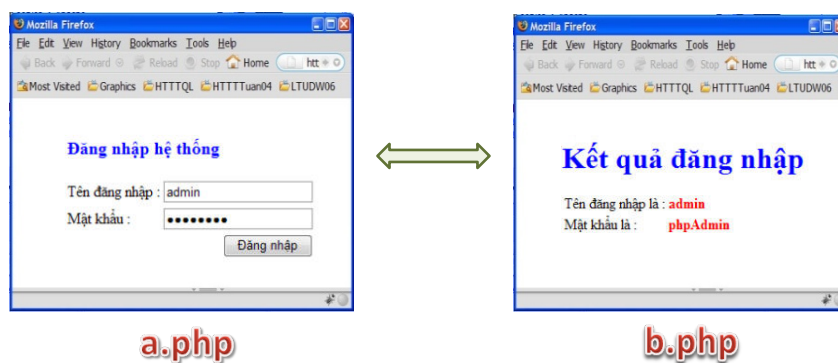 Mozilla Firefox
File Edit View History Bookmarks Tools Help
Back Forward Reload Stop Home htt
Most Visited Graphics HTTTQL HTTTTuan04 LTUDW06
Đăng nhập hệ thống
Tên đăng nhập : admin
Mật khẩu : ••••••••
Đăng nhập
a.php
Mozilla Firefox
File Edit View History Bookmarks Tools Help
Back Forward Reload Stop Home htt
Most Visited Graphics HTTTQL HTTTTuan04 LTUDW06
Kết quả đăng nhập
Tên đăng nhập là : admin
Mật khẩu là : phpAdmin
b.php